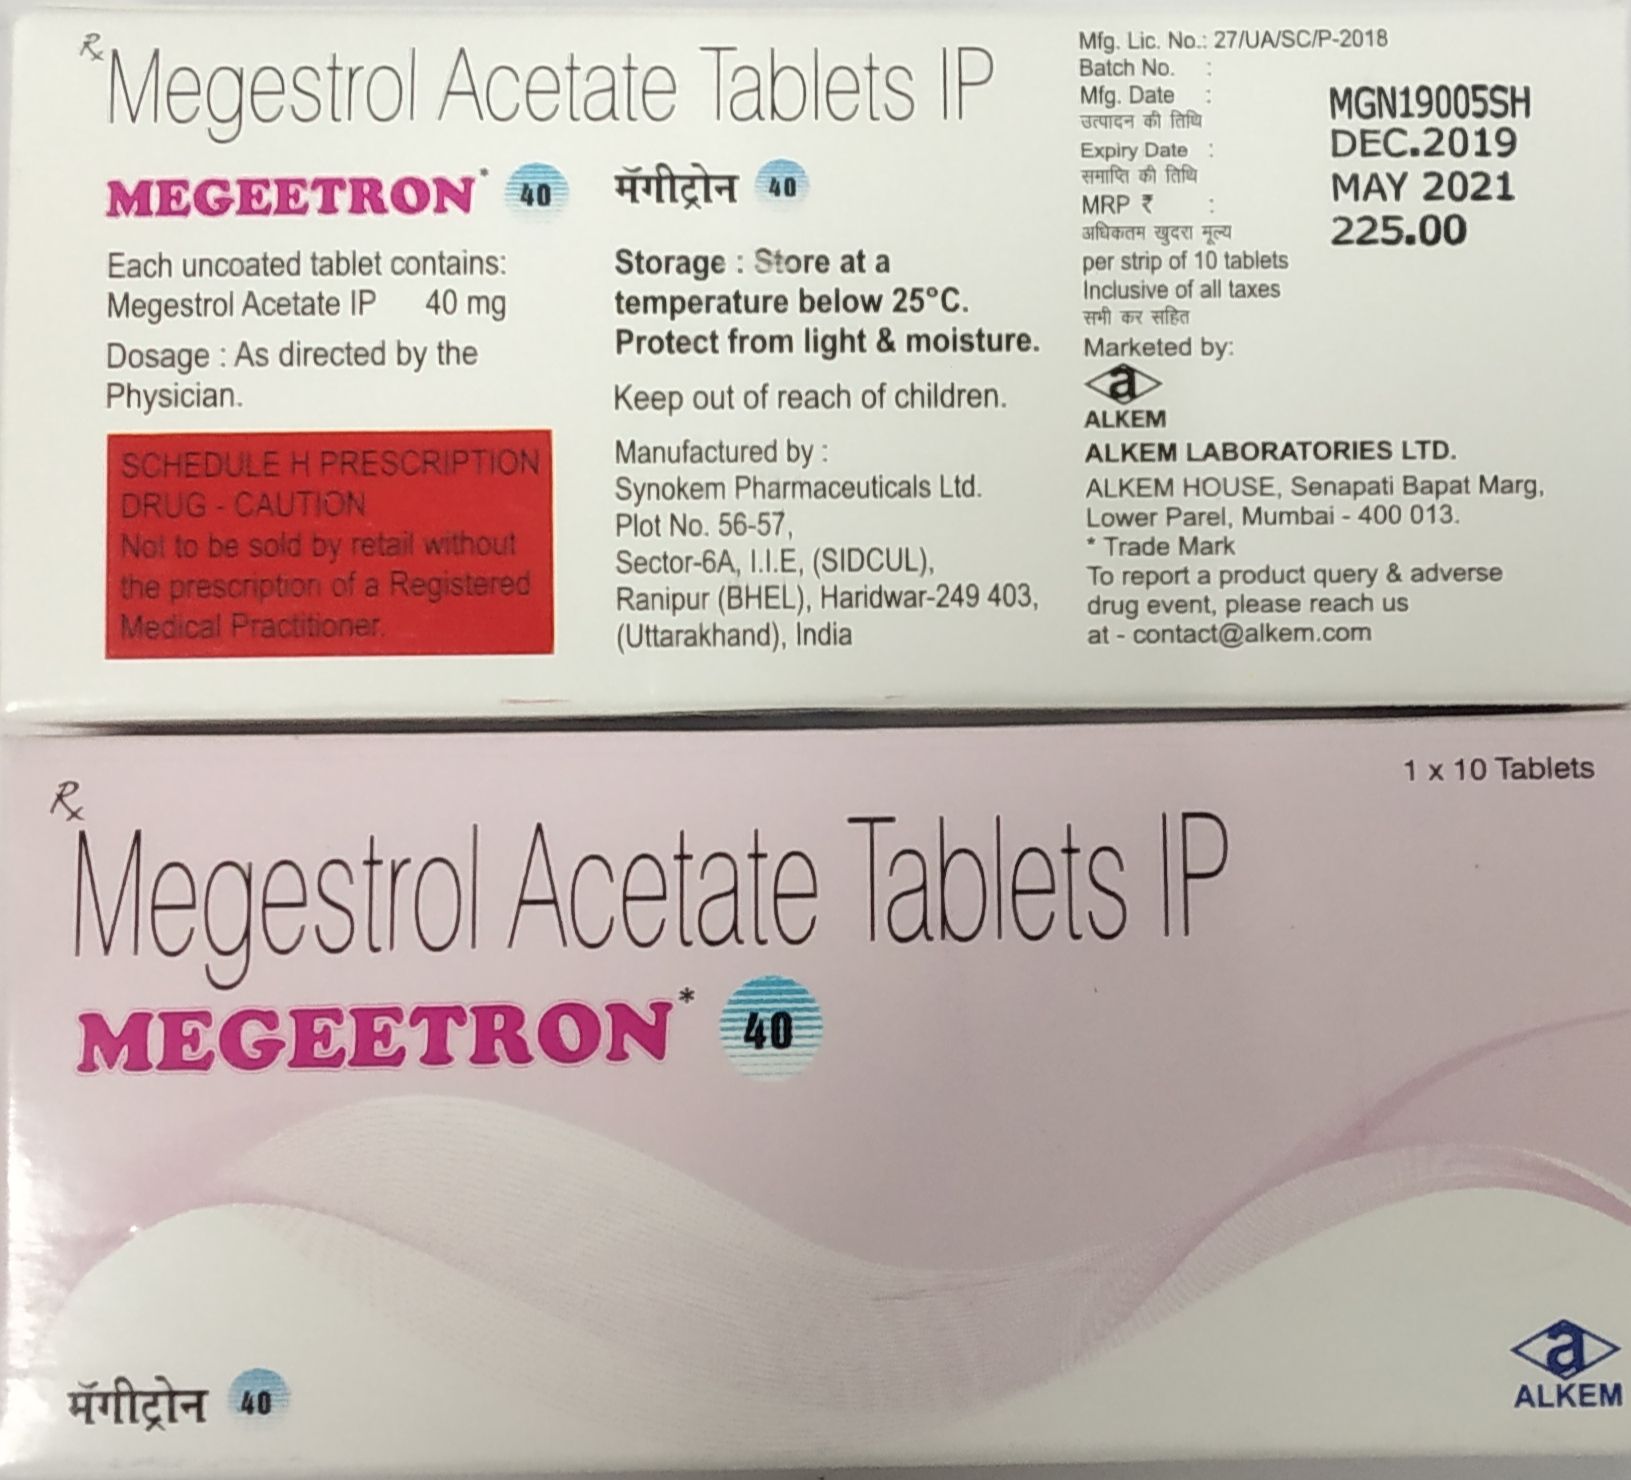 Rx Megestrol Acetate Tablets IP
MEGEETRON* 40 मॅगीट्रोन 40
Each uncoated tablet contains:
Megestrol Acetate IP 40 mg
Dosage : As directed by the
Physician.
SCHEDULE H PRESCRIPTION
DRUG - CAUTION
Not to be sold by retail without
the prescription of a Registered
Medical Practitioner.
Storage : Store at a
temperature below 25°C.
Protect from light & moisture.
Keep out of reach of children.
Manufactured by :
Synokem Pharmaceuticals Ltd.
Plot No. 56-57,
Sector-6A, I.I.E, (SIDCUL),
Ranipur (BHEL), Haridwar-249 403,
(Uttarakhand), India
Mfg. Lic. No.: 27/UA/SC/P-2018
Batch No. :
Mfg. Date :
उत्पादन की तिथि
Expiry Date :
समाप्ति की तिथि
MRP ₹ :
अधिकतम खुदरा मूल्य
per strip of 10 tablets
Inclusive of all taxes
सभी कर सहित
MGN19005SH
DEC.2019
MAY 2021
225.00
Marketed by:
a
ALKEM
ALKEM LABORATORIES LTD.
ALKEM HOUSE, Senapati Bapat Marg,
Lower Parel, Mumbai - 400 013.
* Trade Mark
To report a product query & adverse
drug event, please reach us
at - contact@alkem.com
1 x 10 Tablets
Rx
Megestrol Acetate Tablets IP
MEGEETRON* 40
मॅगीट्रोन 40
a
ALKEM